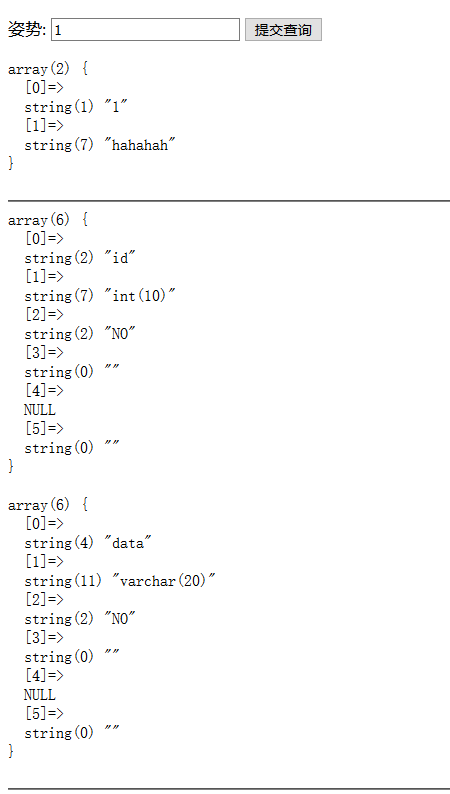 姿势: 1 提交查询
array(2) {
  [0]=>
  string(1) "1"
  [1]=>
  string(7) "hahahah"
}
array(6) {
  [0]=>
  string(2) "id"
  [1]=>
  string(7) "int(10)"
  [2]=>
  string(2) "NO"
  [3]=>
  string(0) ""
  [4]=>
  NULL
  [5]=>
  string(0) ""
}
array(6) {
  [0]=>
  string(4) "data"
  [1]=>
  string(11) "varchar(20)"
  [2]=>
  string(2) "NO"
  [3]=>
  string(0) ""
  [4]=>
  NULL
  [5]=>
  string(0) ""
}